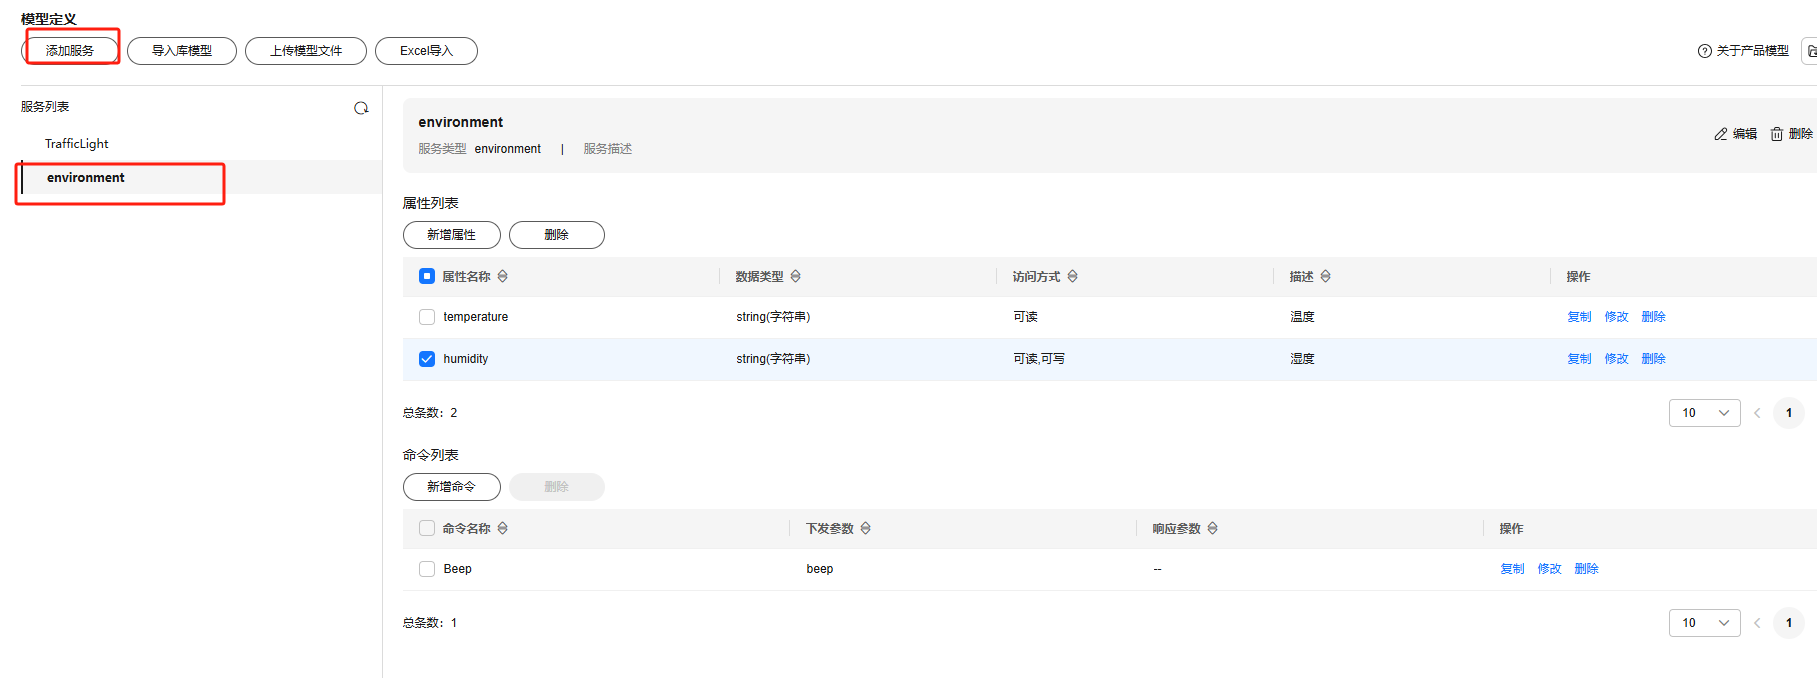 模型定义
添加服务 导入库模型 上传模型文件 Excel导入 关于产品模型
服务列表
TrafficLight
environment
environment
服务类型 environment | 服务描述
编辑 删除
属性列表
新增属性 删除
属性名称 数据类型 访问方式 描述 操作
temperature string(字符串) 可读 温度 复制 修改 删除
humidity string(字符串) 可读,可写 湿度 复制 修改 删除
总条数：2 10 1
命令列表
新增命令 删除
命令名称 下发参数 响应参数 操作
Beep beep -- 复制 修改 删除
总条数：1 10 1